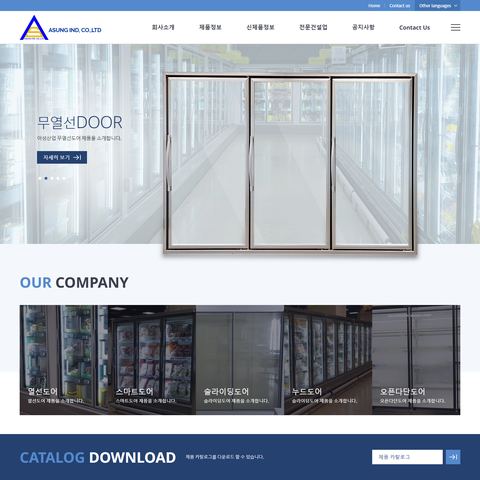 Home Contact us Other languages
ASUNG IND, CO.,LTD
회사소개 제품정보 신제품정보 전문건설업 공지사항 Contact Us
무열선DOOR
아성산업 무열선도어 제품을 소개합니다.
자세히 보기
OUR COMPANY
열선도어 스마트도어 슬라이딩도어 누드도어 오픈다단도어
열선도어 제품을 소개합니다. 스마트도어 제품을 소개합니다. 슬라이딩도어 제품을 소개합니다. 슬라이딩도어 제품을 소개합니다. 오픈다단도어 제품을 소개합니다.
CATALOG DOWNLOAD 제품 카탈로그를 다운로드 할 수 있습니다. 제품 카탈로그